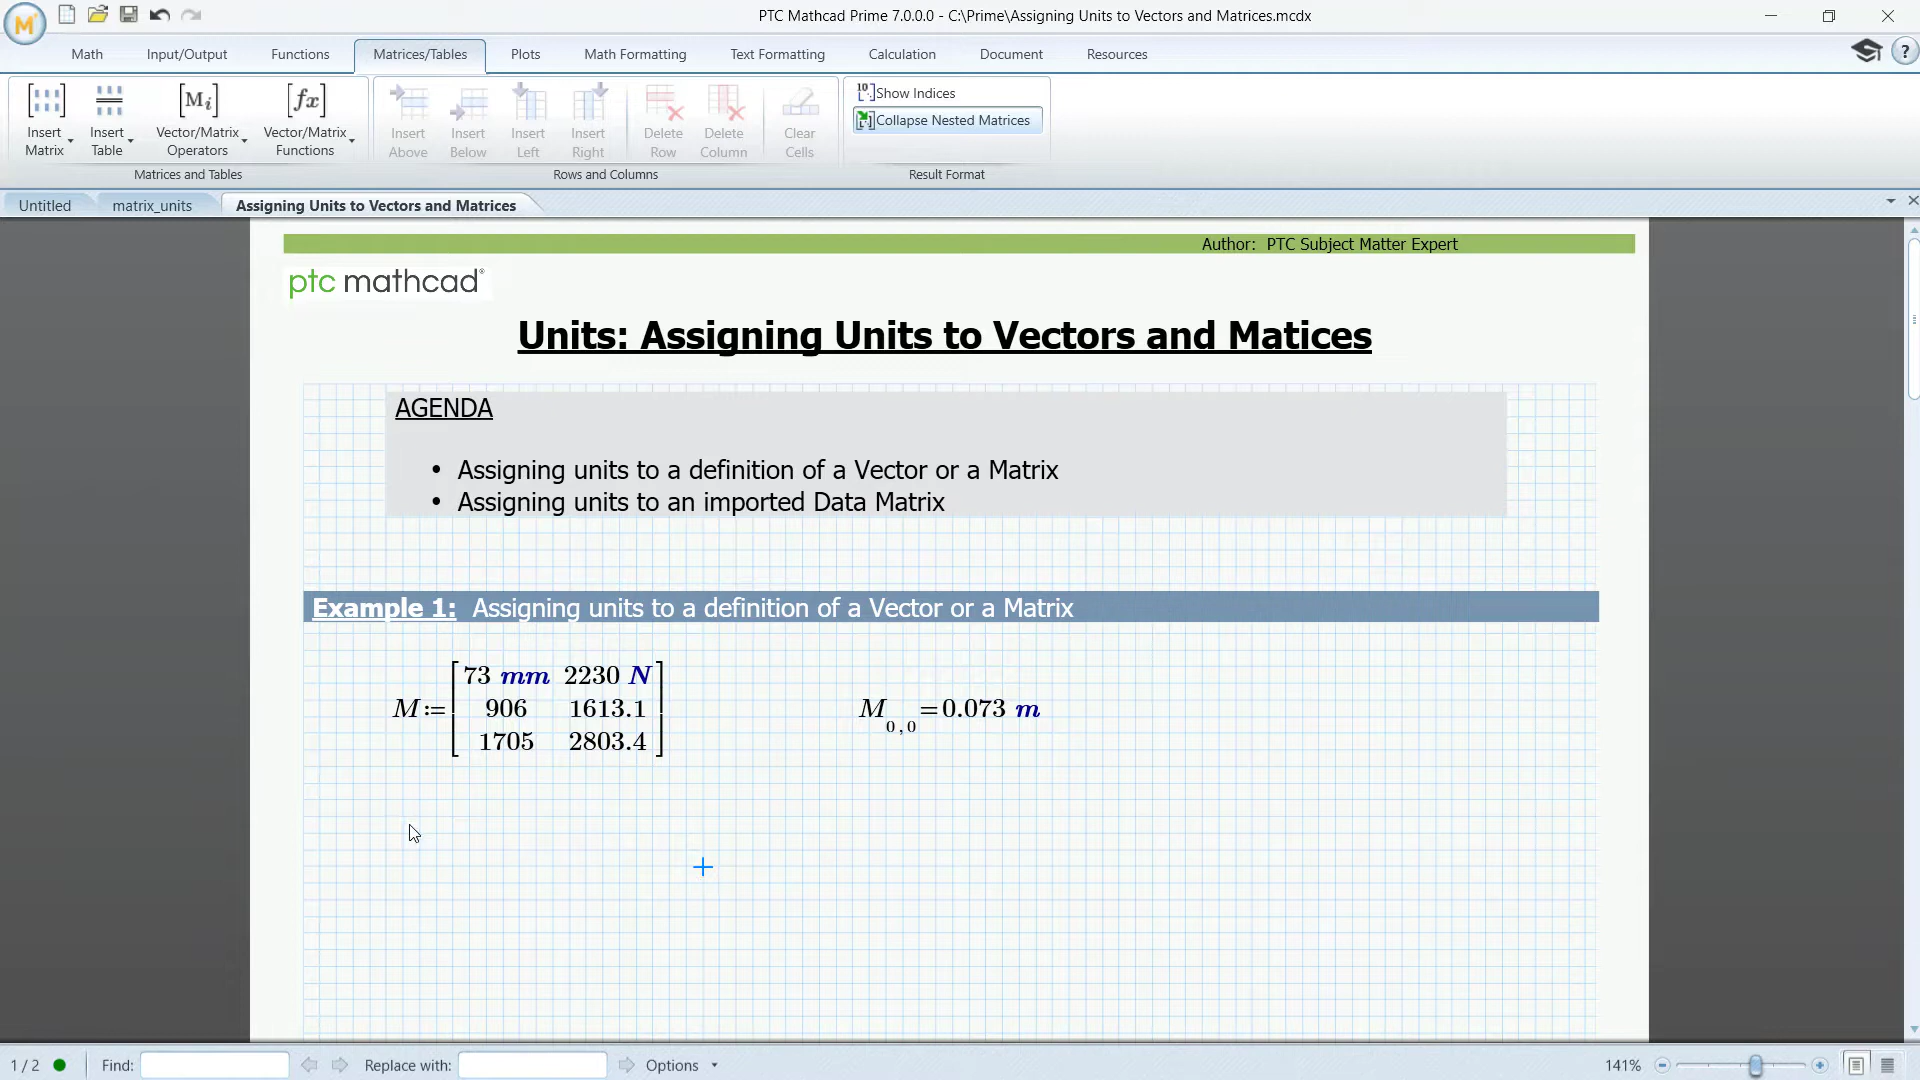 PTC Mathcad Prime 7.0.0.0 - C:\Prime\Assigning Units to Vectors and Matrices.mcdx
Math Input/Output Functions Matrices/Tables Plots Math Formatting Text Formatting Calculation Document Resources
Insert Matrix
Insert Table
Vector/Matrix Operators
Vector/Matrix Functions
Insert Above
Insert Below
Insert Left
Insert Right
Delete Row
Delete Column
Clear Cells
Show Indices
Collapse Nested Matrices
Matrices and Tables Rows and Columns Result Format
Untitled matrix_units Assigning Units to Vectors and Matrices
Author: PTC Subject Matter Expert
ptc mathcad®
Units: Assigning Units to Vectors and Matices
AGENDA
• Assigning units to a definition of a Vector or a Matrix
• Assigning units to an imported Data Matrix
Example 1: Assigning units to a definition of a Vector or a Matrix
73 mm 2230 N
M:= 906 1613.1
1705 2803.4
M0,0=0.073 m
1 / 2 Find: Replace with: Options 141%